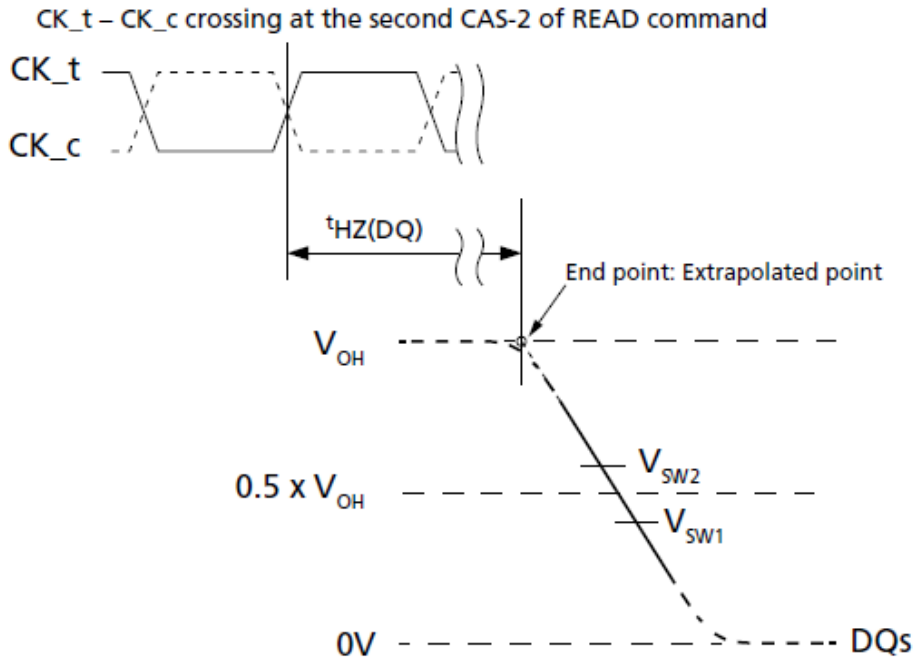 CK_t – CK_c crossing at the second CAS-2 of READ command
CK_t
CK_c
tHZ(DQ)
End point: Extrapolated point
VOH
VSW2
0.5 x VOH
VSW1
0V
DQs